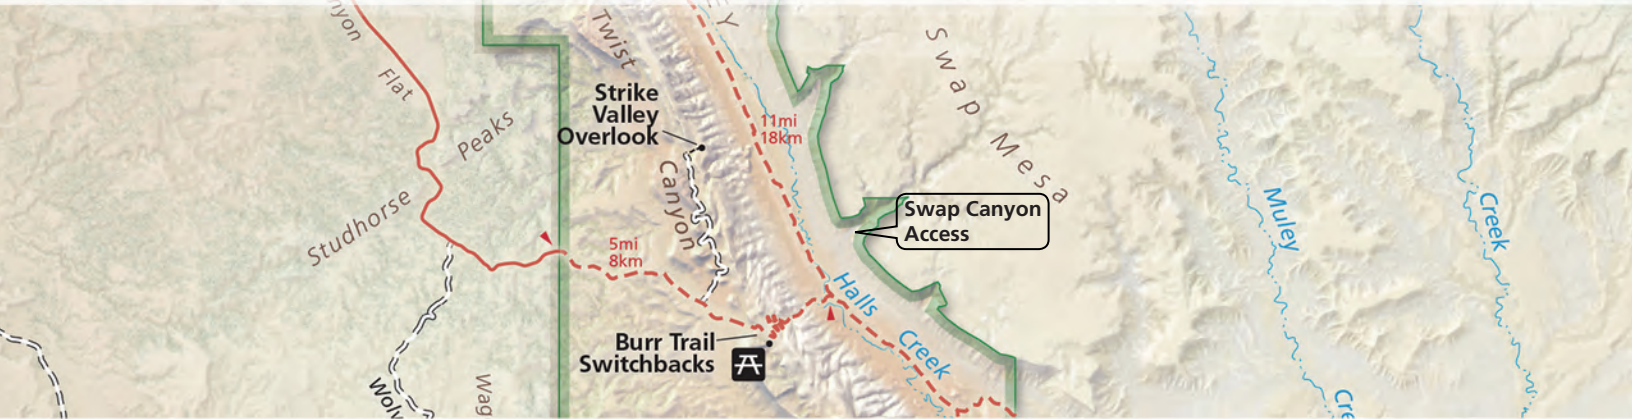 Twist
Swap Mesa
Flat
Strike
Valley
Overlook
Peaks
11mi
18km
Canyon
Studhorse
Swap Canyon
Access
Muley
Creek
5mi
8km
Halls
Creek
Burr Trail
Switchbacks